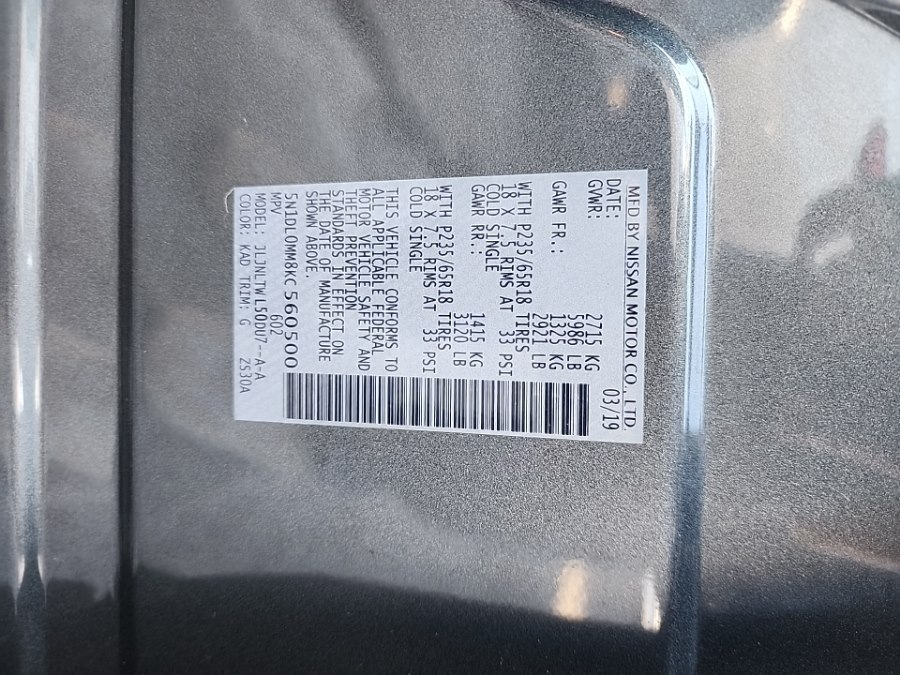 MFD BY NISSAN MOTOR CO., LTD.
DATE: 03/19
GVWR: 2715 KG
5986 LB
GAWR FR.: 1325 KG
2921 LB
WITH P235/65R18 TIRES
18 X 7.5 RIMS AT 33 PSI
COLD SINGLE
GAWR RR.: 1415 KG
3120 LB
WITH P235/65R18 TIRES
18 X 7.5 RIMS AT 33 PSI
COLD SINGLE
THIS VEHICLE CONFORMS TO
ALL APPLICABLE FEDERAL
MOTOR VEHICLE SAFETY AND
THEFT PREVENTION
STANDARDS IN EFFECT ON
THE DATE OF MANUFACTURE
SHOWN ABOVE.
5N1DL0MM8KC560500
MPV 602
MODEL: JLJNLTWL50DU7--A-A
COLOR: KAD TRIM: G 2S30A